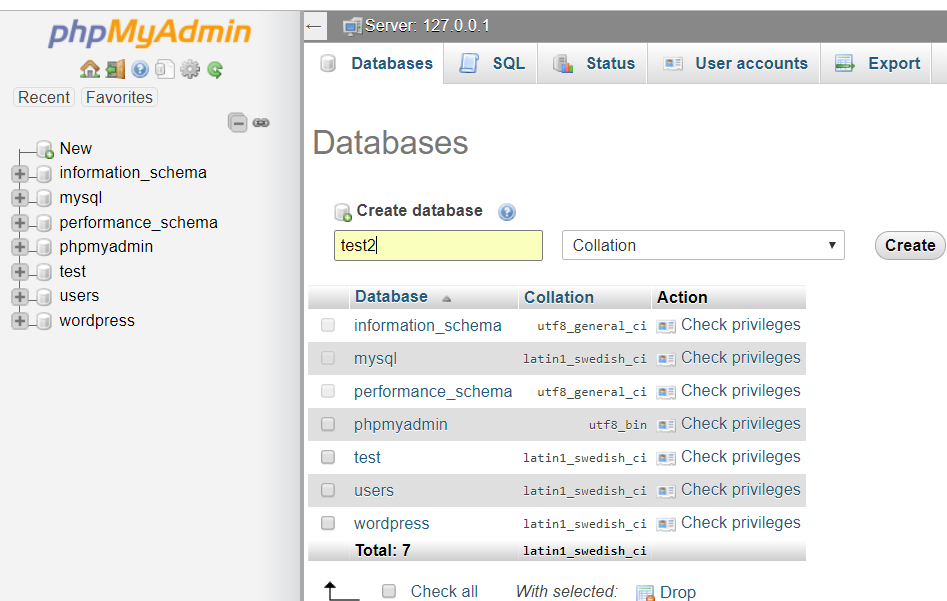 phpMyAdmin
Recent Favorites
New
information_schema
mysql
performance_schema
phpmyadmin
test
users
wordpress
Server: 127.0.0.1
Databases SQL Status User accounts Export
Databases
Create database
test2 Collation Create
Database Collation Action
information_schema utf8_general_ci Check privileges
mysql latin1_swedish_ci Check privileges
performance_schema utf8_general_ci Check privileges
phpmyadmin utf8_bin Check privileges
test latin1_swedish_ci Check privileges
users latin1_swedish_ci Check privileges
wordpress latin1_swedish_ci Check privileges
Total: 7 latin1_swedish_ci
Check all With selected: Drop